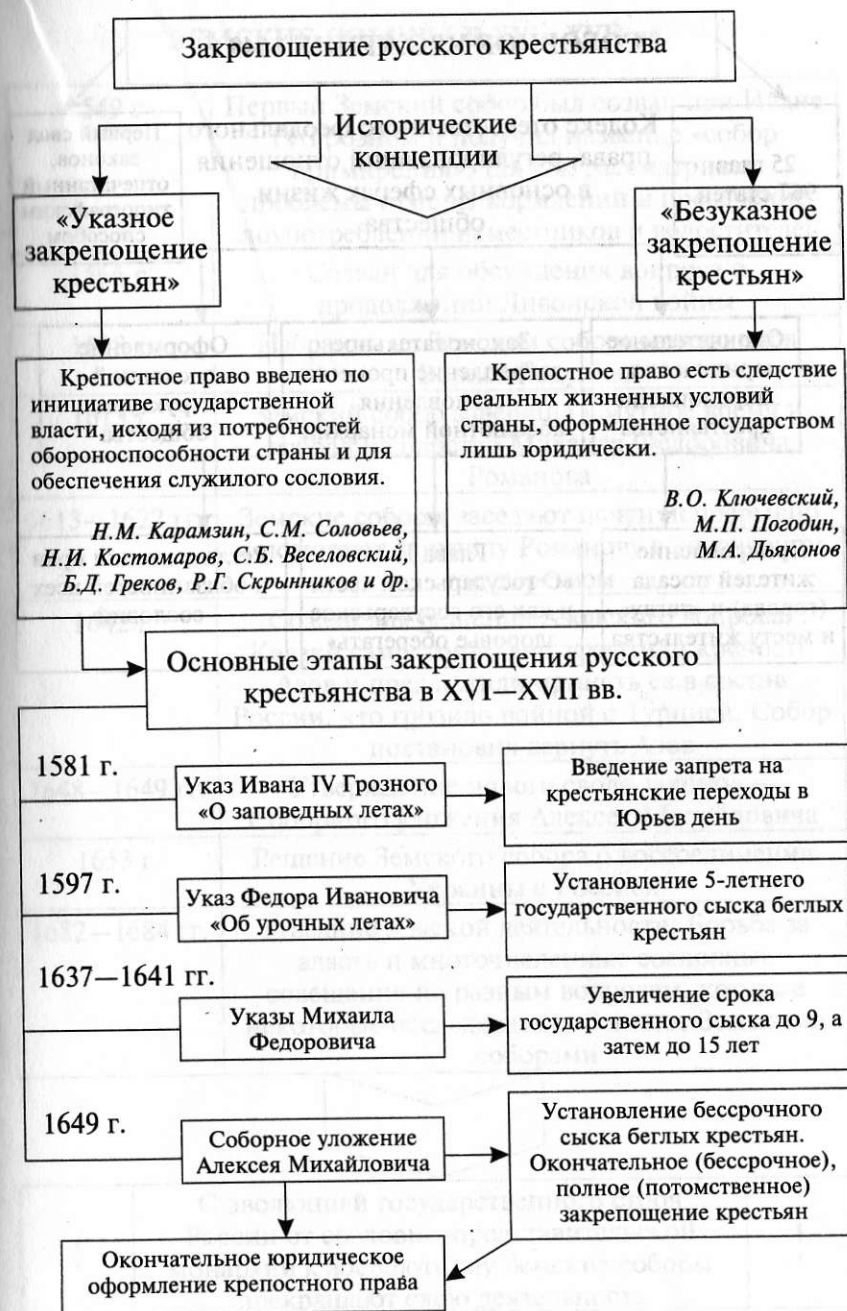 Закрепощение русского крестьянства
Исторические
концепции
«Указное
закрепощение
крестьян»
«Безуказное
закрепощение
крестьян»
Крепостное право введено по
инициативе государственной
власти, исходя из потребностей
обороноспособности страны и для
обеспечения служилого сословия.
Н.М. Карамзин, С.М. Соловьев,
Н.И. Костомаров, С.Б. Веселовский,
Б.Д. Греков, Р.Г. Скрынников и др.
Крепостное право есть следствие
реальных жизненных условий
страны, оформленное государством
лишь юридически.
В.О. Ключевский,
М.П. Погодин,
М.А. Дьяконов
Основные этапы закрепощения русского
крестьянства в XVI—XVII вв.
1581 г.
Указ Ивана IV Грозного
«О заповедных летах»
Введение запрета на
крестьянские переходы в
Юрьев день
1597 г.
Указ Федора Ивановича
«Об урочных летах»
Установление 5-летнего
государственного сыска беглых
крестьян
1637—1641 гг.
Указы Михаила
Федоровича
Увеличение срока
государственного сыска до 9, а
затем до 15 лет
1649 г.
Соборное уложение
Алексея Михайловича
Установление бессрочного
сыска беглых крестьян.
Окончательное (бессрочное),
полное (потомственное)
закрепощение крестьян
Окончательное юридическое
оформление крепостного права